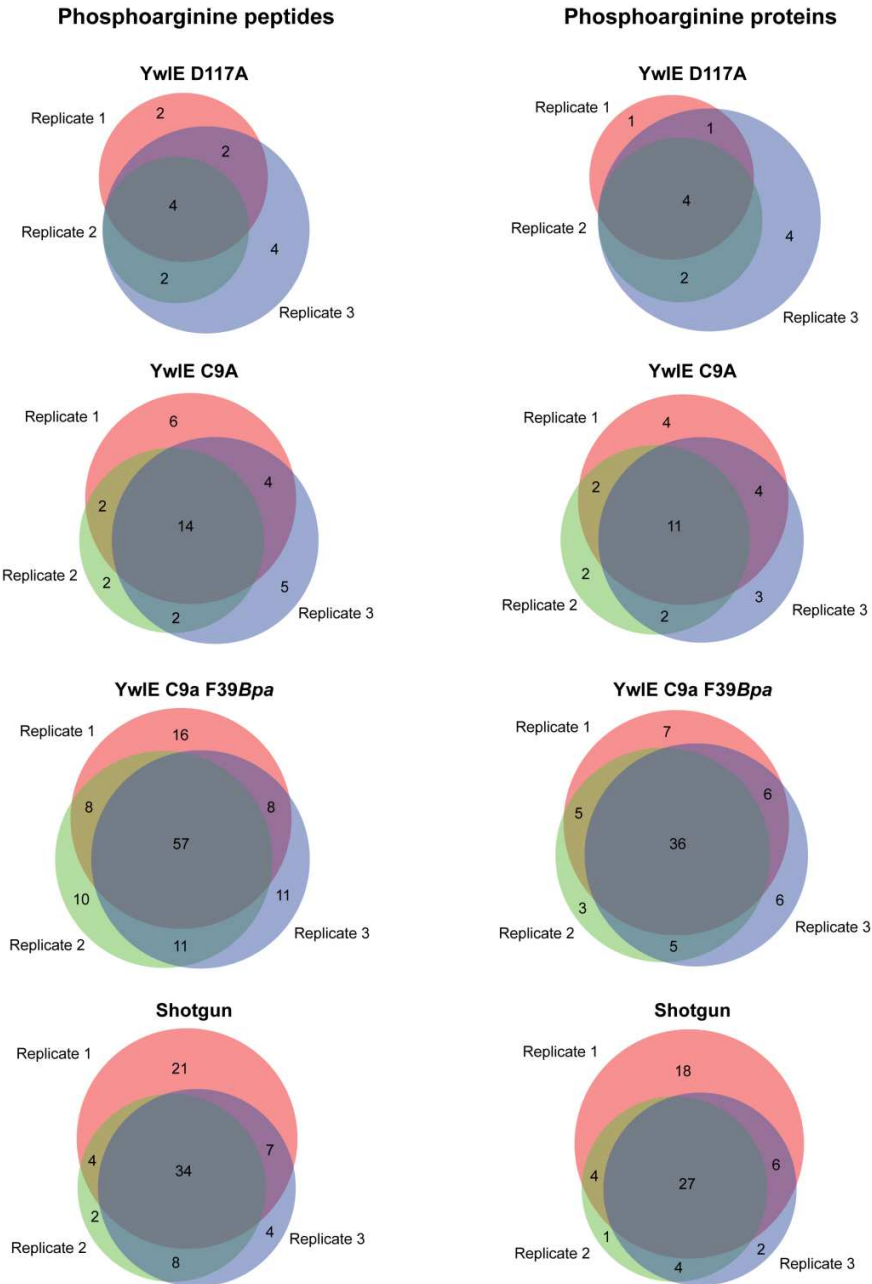 Phosphoarginine peptides
Phosphoarginine proteins
YwlE D117A
Replicate 1
2
2
4
Replicate 2
4
2
Replicate 3
YwlE D117A
Replicate 1
1
1
4
Replicate 2
4
2
Replicate 3
YwlE C9A
Replicate 1
6
4
2
14
Replicate 2
2
5
2
Replicate 3
YwlE C9A
Replicate 1
4
2
4
11
2
3
Replicate 2
2
Replicate 3
YwlE C9a F39Bpa
Replicate 1
16
8
8
57
10
11
Replicate 2
11
Replicate 3
YwlE C9a F39Bpa
Replicate 1
7
5
6
36
3
6
Replicate 2
5
Replicate 3
Shotgun
Replicate 1
21
4
7
34
2
4
Replicate 2
8
Replicate 3
Shotgun
Replicate 1
18
4
6
27
1
2
Replicate 2
4
Replicate 3